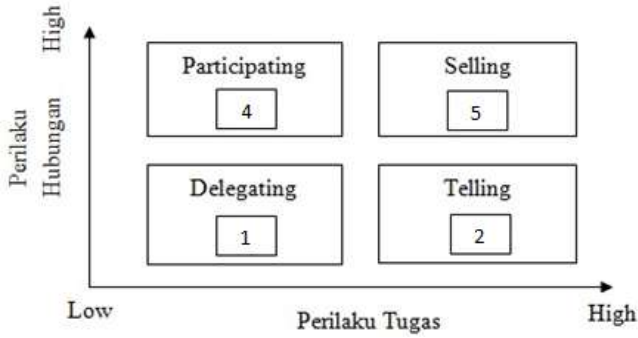 High
Perilaku
Hubungan
Participating
4
Selling
5
Delegating
1
Telling
2
Low
Perilaku Tugas
High